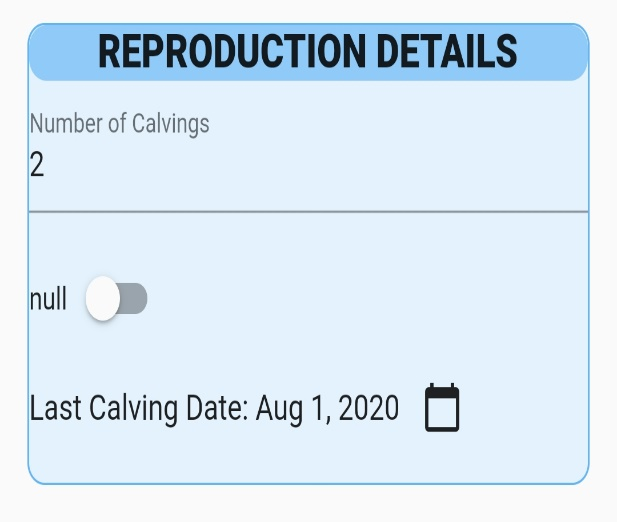 REPRODUCTION DETAILS
Number of Calvings
2
null
Last Calving Date: Aug 1, 2020